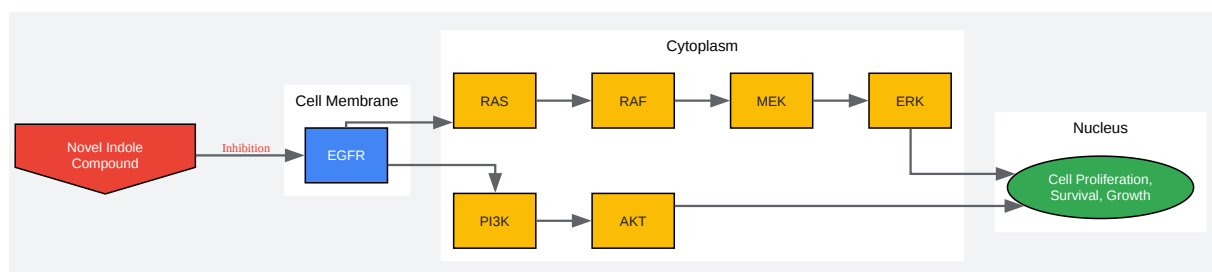 Cytoplasm
Cell Membrane
RAS
RAF
MEK
ERK
Nucleus
Novel Indole
Compound
Inhibition
EGFR
Cell Proliferation,
Survival, Growth
PI3K
AKT